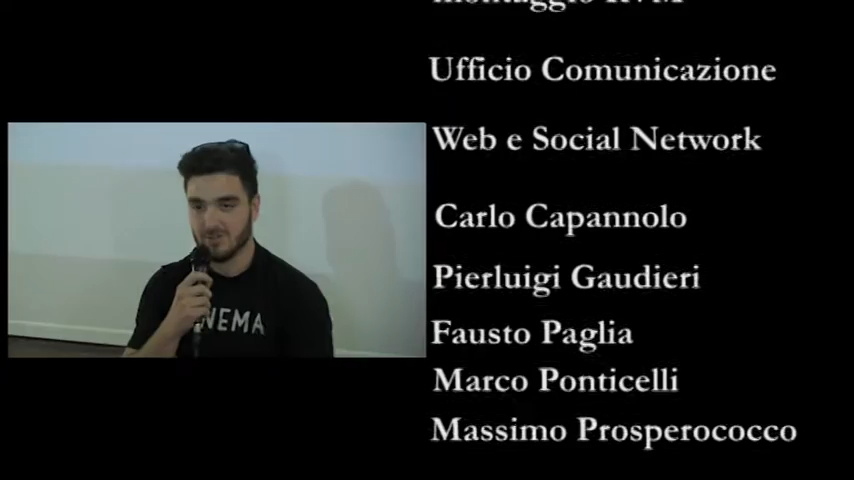 Ufficio Comunicazione
Web e Social Network
Carlo Capannolo
Pierluigi Gaudieri
Fausto Paglia
Marco Ponticelli
Massimo Prosperococco